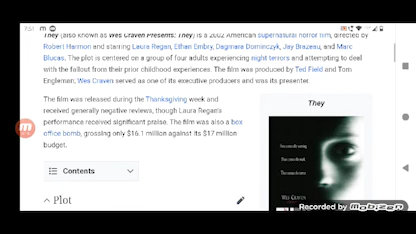 They (also known as Wes Craven Presents: They) is a 2002 American supernatural horror film, directed by
Robert Harmon and starring Laura Regan, Ethan Embry, Dagmara Dominczyk, Jay Brazeau, and Marc
Blucas. The plot is centered on a group of four adults experiencing night terrors and attempting to deal
with the fallout from their prior childhood experiences. The film was produced by Ted Field and Tom
Engleman; Wes Craven served as one of its executive producers and was its presenter.
The film was released during the Thanksgiving week and
received generally negative reviews, though Laura Regan's
performance received significant praise. The film was also a box
office bomb, grossing only $16.1 million against its $17 million
budget.
Contents
Plot
They
WES CRAVEN
Recorded by
MOBIZEN